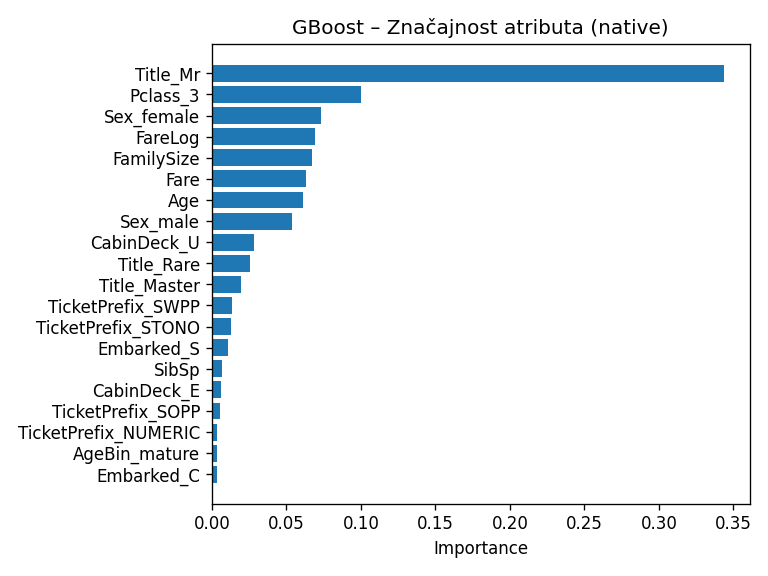 GBoost – Značajnost atributa (native)
Title_Mr
Pclass_3
Sex_female
FareLog
FamilySize
Fare
Age
Sex_male
CabinDeck_U
Title_Rare
Title_Master
TicketPrefix_SWPP
TicketPrefix_STONO
Embarked_S
SibSp
CabinDeck_E
TicketPrefix_SOPP
TicketPrefix_NUMERIC
AgeBin_mature
Embarked_C
0.00 0.05 0.10 0.15 0.20 0.25 0.30 0.35
Importance